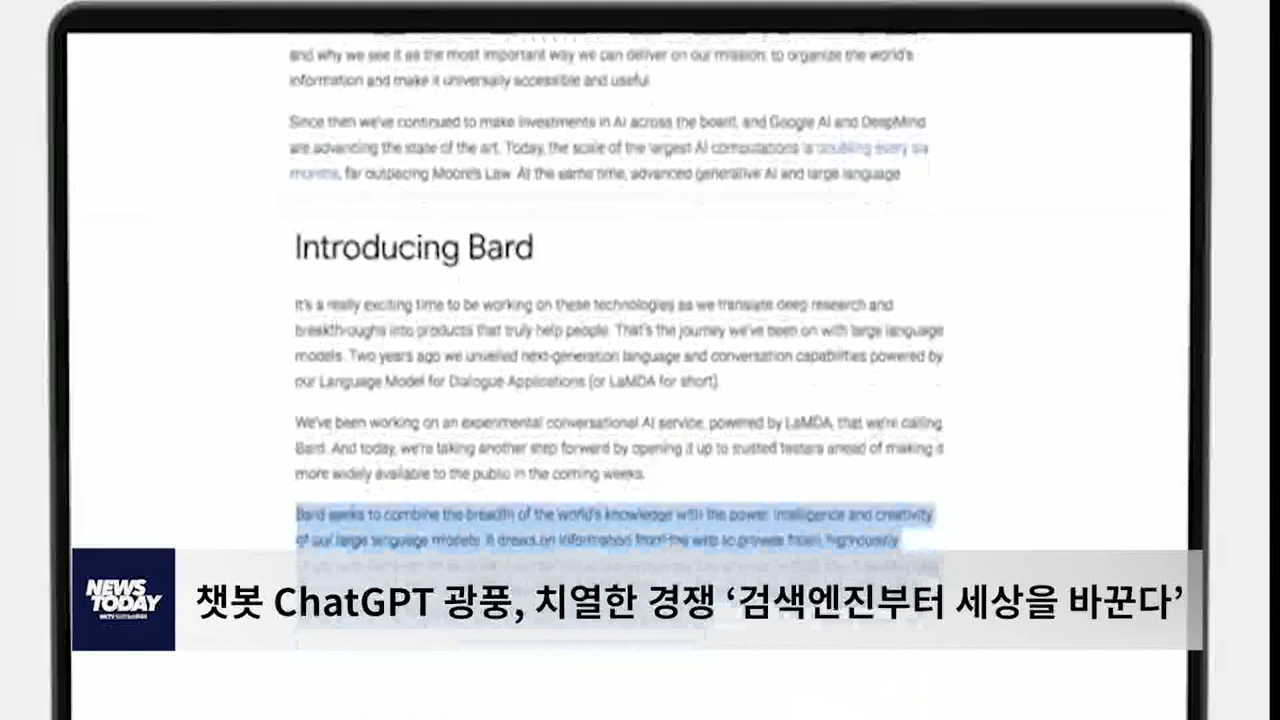 and why we see it as the most important way we can deliver on our mission: to organize the world's
information and make it universally accessible and useful.
Since then we've continued to make investments in AI across the board, and Google AI and DeepMind
are advancing the state of the art. Today, the scale of the largest AI computations is doubling every six
months, far outpacing Moore's Law. At the same time, advanced generative AI and large language
Introducing Bard
It's a really exciting time to be working on these technologies as we translate deep research and
breakthroughs into products that truly help people. That's the journey we've been on with large language
models. Two years ago we unveiled next-generation language and conversation capabilities powered by
our Language Model for Dialogue Applications (or LaMDA for short).
We've been working on an experimental conversational AI service, powered by LaMDA, that we're calling
Bard. And today, we're taking another step forward by opening it up to trusted testers ahead of making it
more widely available to the public in the coming weeks.
Bard seeks to combine the breadth of the world's knowledge with the power, intelligence and creativity
of our large language models. It draws on information from the web to provide fresh, high-quality
NEWS
TODAY
챗봇 ChatGPT 광풍, 치열한 경쟁 ‘검색엔진부터 세상을 바꾼다’